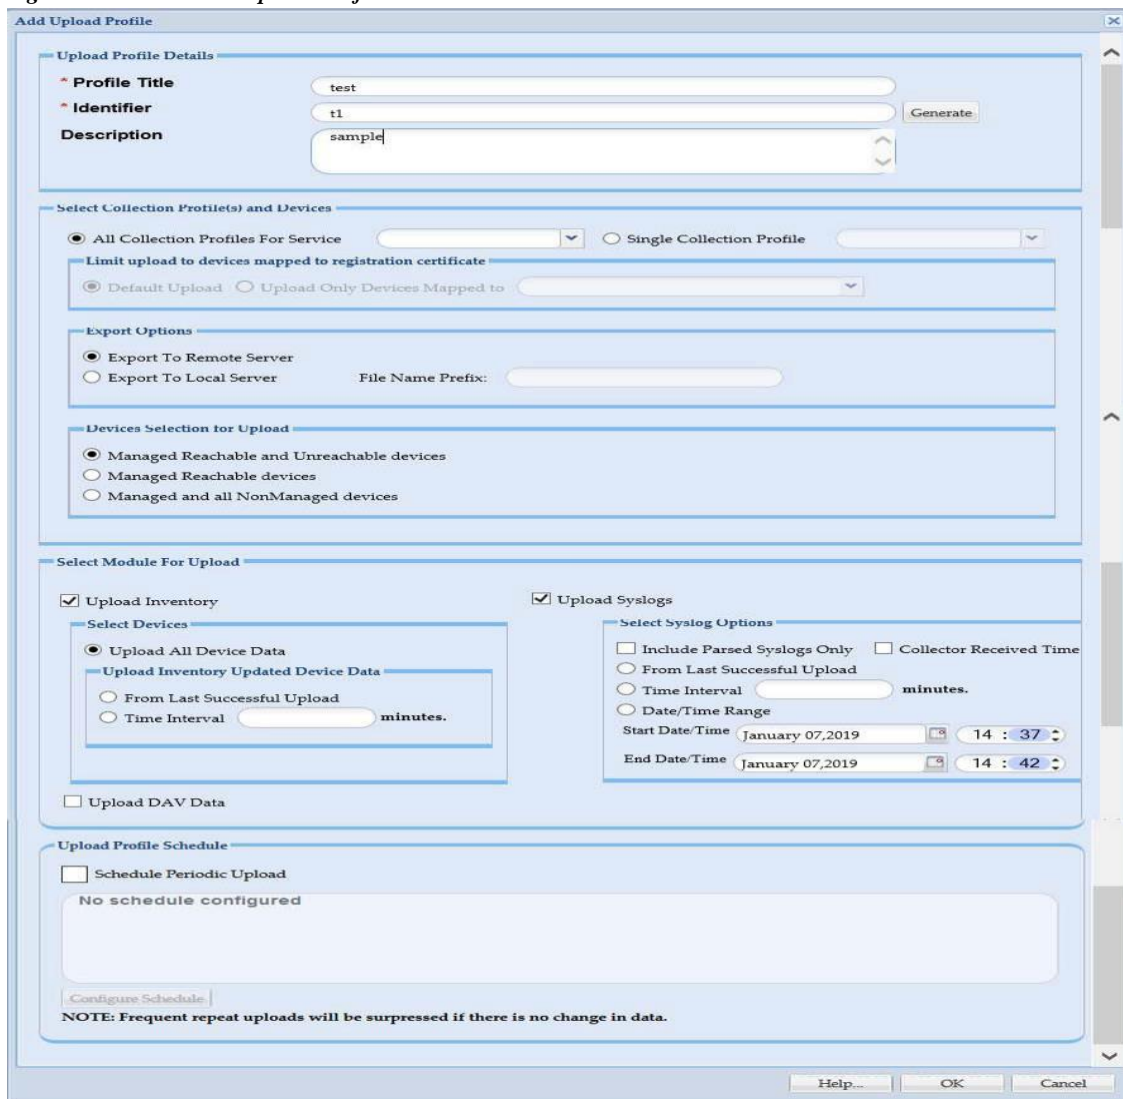 Add Upload Profile
Upload Profile Details
* Profile Title
test
* Identifier
t1
Generate
Description
sample
Select Collection Profile(s) and Devices
All Collection Profiles For Service
Single Collection Profile
Limit upload to devices mapped to registration certificate
Default Upload
Upload Only Devices Mapped to
Export Options
Export To Remote Server
Export To Local Server
File Name Prefix:
Devices Selection for Upload
Managed Reachable and Unreachable devices
Managed Reachable devices
Managed and all NonManaged devices
Select Module For Upload
Upload Inventory
Upload Syslogs
Select Devices
Upload All Device Data
Upload Inventory Updated Device Data
From Last Successful Upload
Time Interval
minutes.
Select Syslog Options
Include Parsed Syslogs Only
Collector Received Time
From Last Successful Upload
Time Interval
minutes.
Date/Time Range
Start Date/Time
January 07,2019
14 : 37
End Date/Time
January 07,2019
14 : 42
Upload DAV Data
Upload Profile Schedule
Schedule Periodic Upload
No schedule configured
Configure Schedule
NOTE: Frequent repeat uploads will be surpressed if there is no change in data.
Help...
OK
Cancel